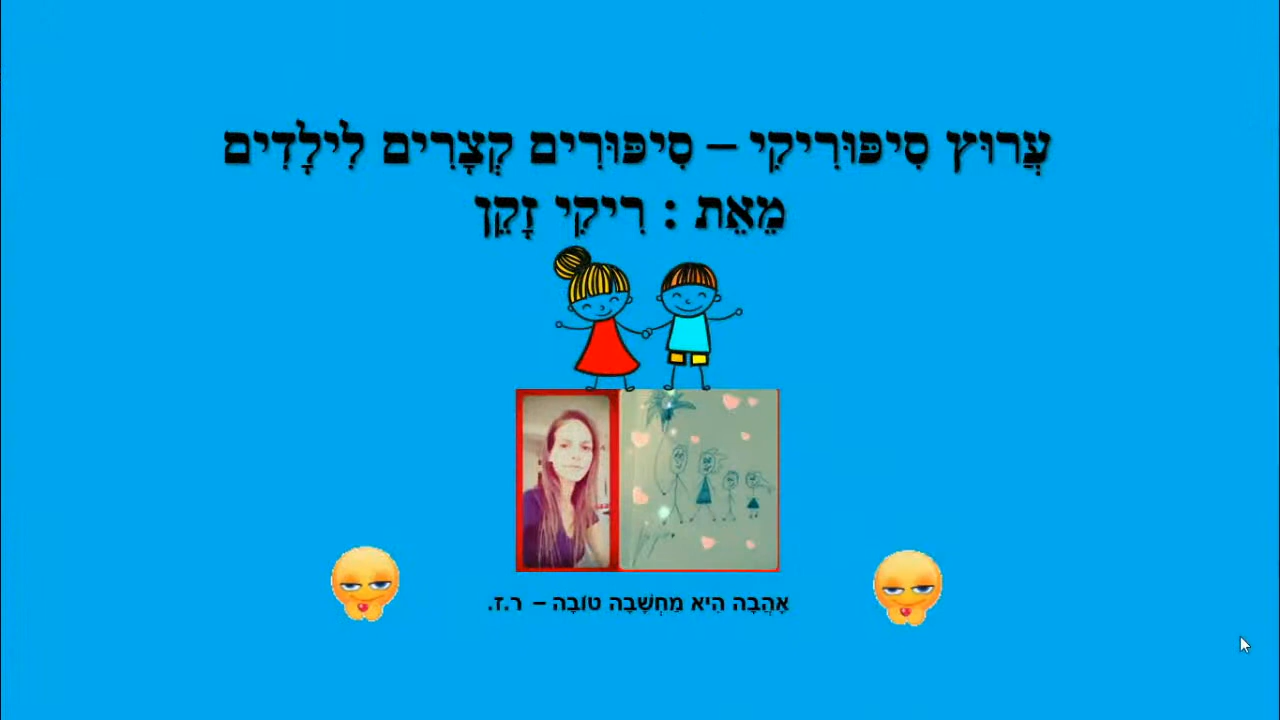 עֲרוּץ סִיפּוּרִיקִי – סִיפּוּרִים קְצָרִים לִילָדִים
מֵאֵת : רִיקִי זָקֵן
אַהֲבָה הִיא מַחְשָׁבָה טוֹבָה – ר.ז.